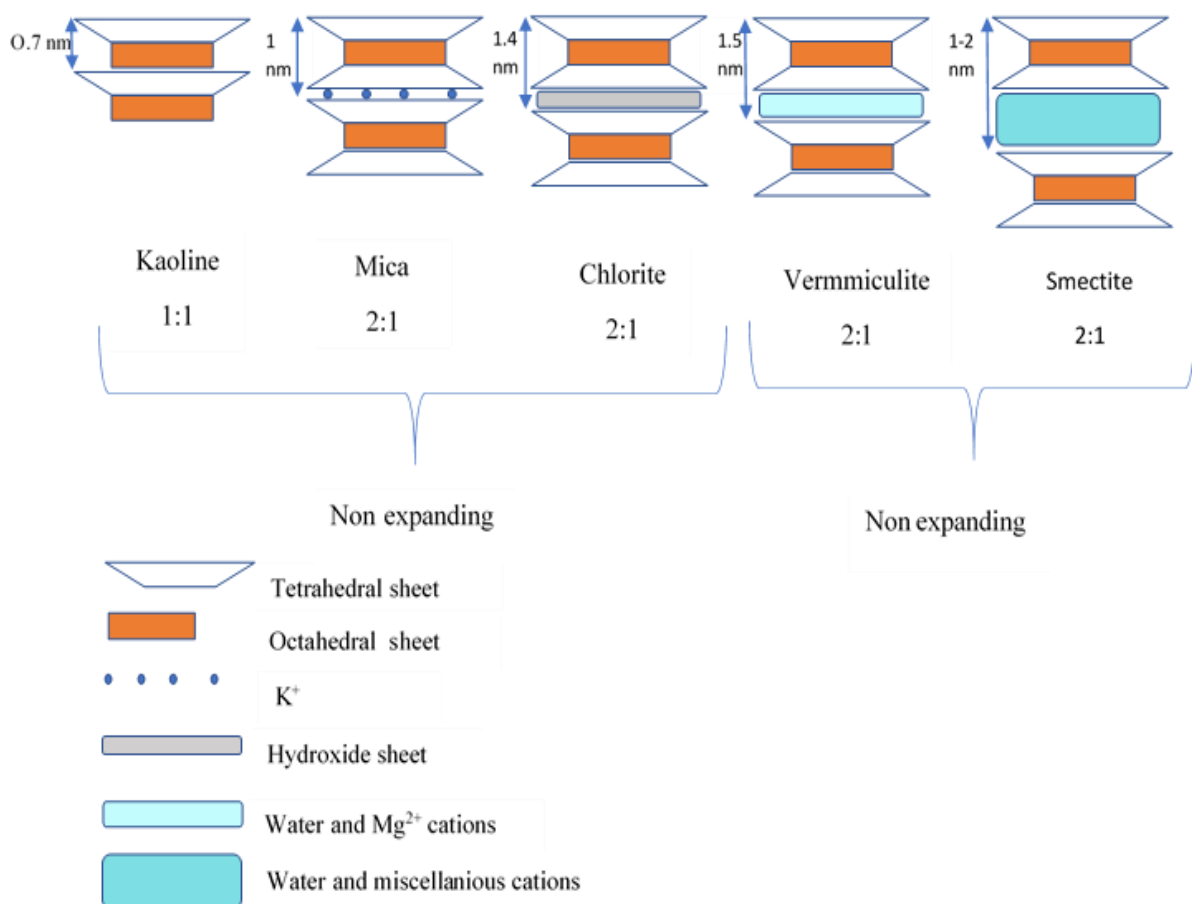 O.7 nm
1
nm
1.4
nm
1.5
nm
1-2
nm
Kaoline
1:1
Mica
2:1
Chlorite
2:1
Vermmiculite
2:1
Smectite
2:1
Non expanding
Non expanding
Tetrahedral sheet
Octahedral sheet
K⁺
Hydroxide sheet
Water and Mg²⁺ cations
Water and miscellanious cations